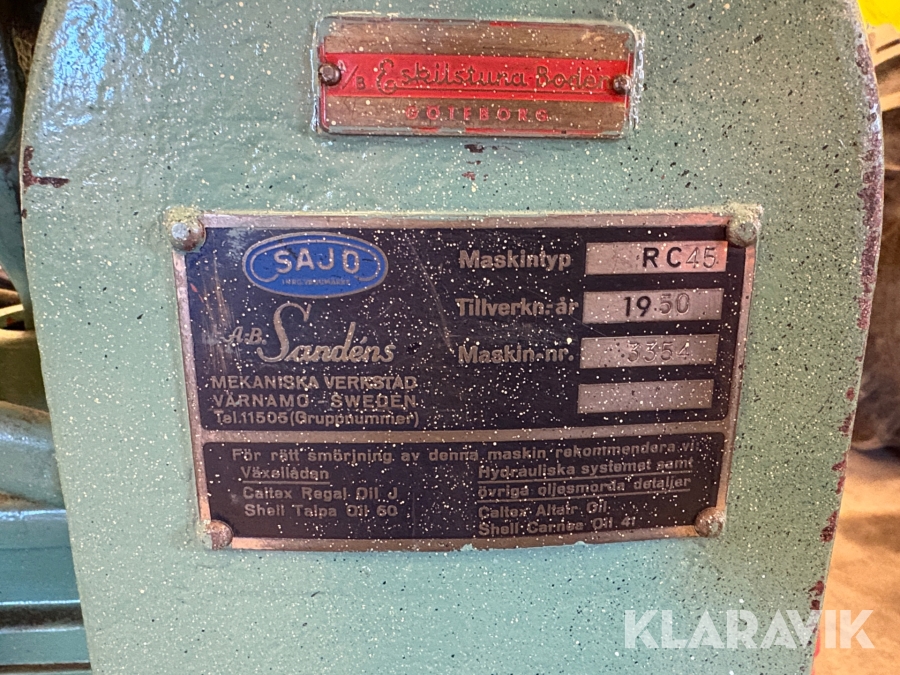 A/B Eskilstuna Boden
GÖTEBORG
SAJO
A.B. Sandéns
MEKANISKA VERKSTAD
VÄRNAMO - SWEDEN
Tel. 11505 (Gruppnummer)
Maskintyp RC45
Tillverkn-år 1950
Maskin-nr. 3354
För rätt smörjning av denna maskin rekommendera vi:
Växellådan
Caltex Regal Oil J
Shell Talpa Oil 60
Hydrauliska systemet samt
övriga oljesmorda detaljer
Caltex Altair Oil
Shell Carnea Oil 41
KLARAVIK